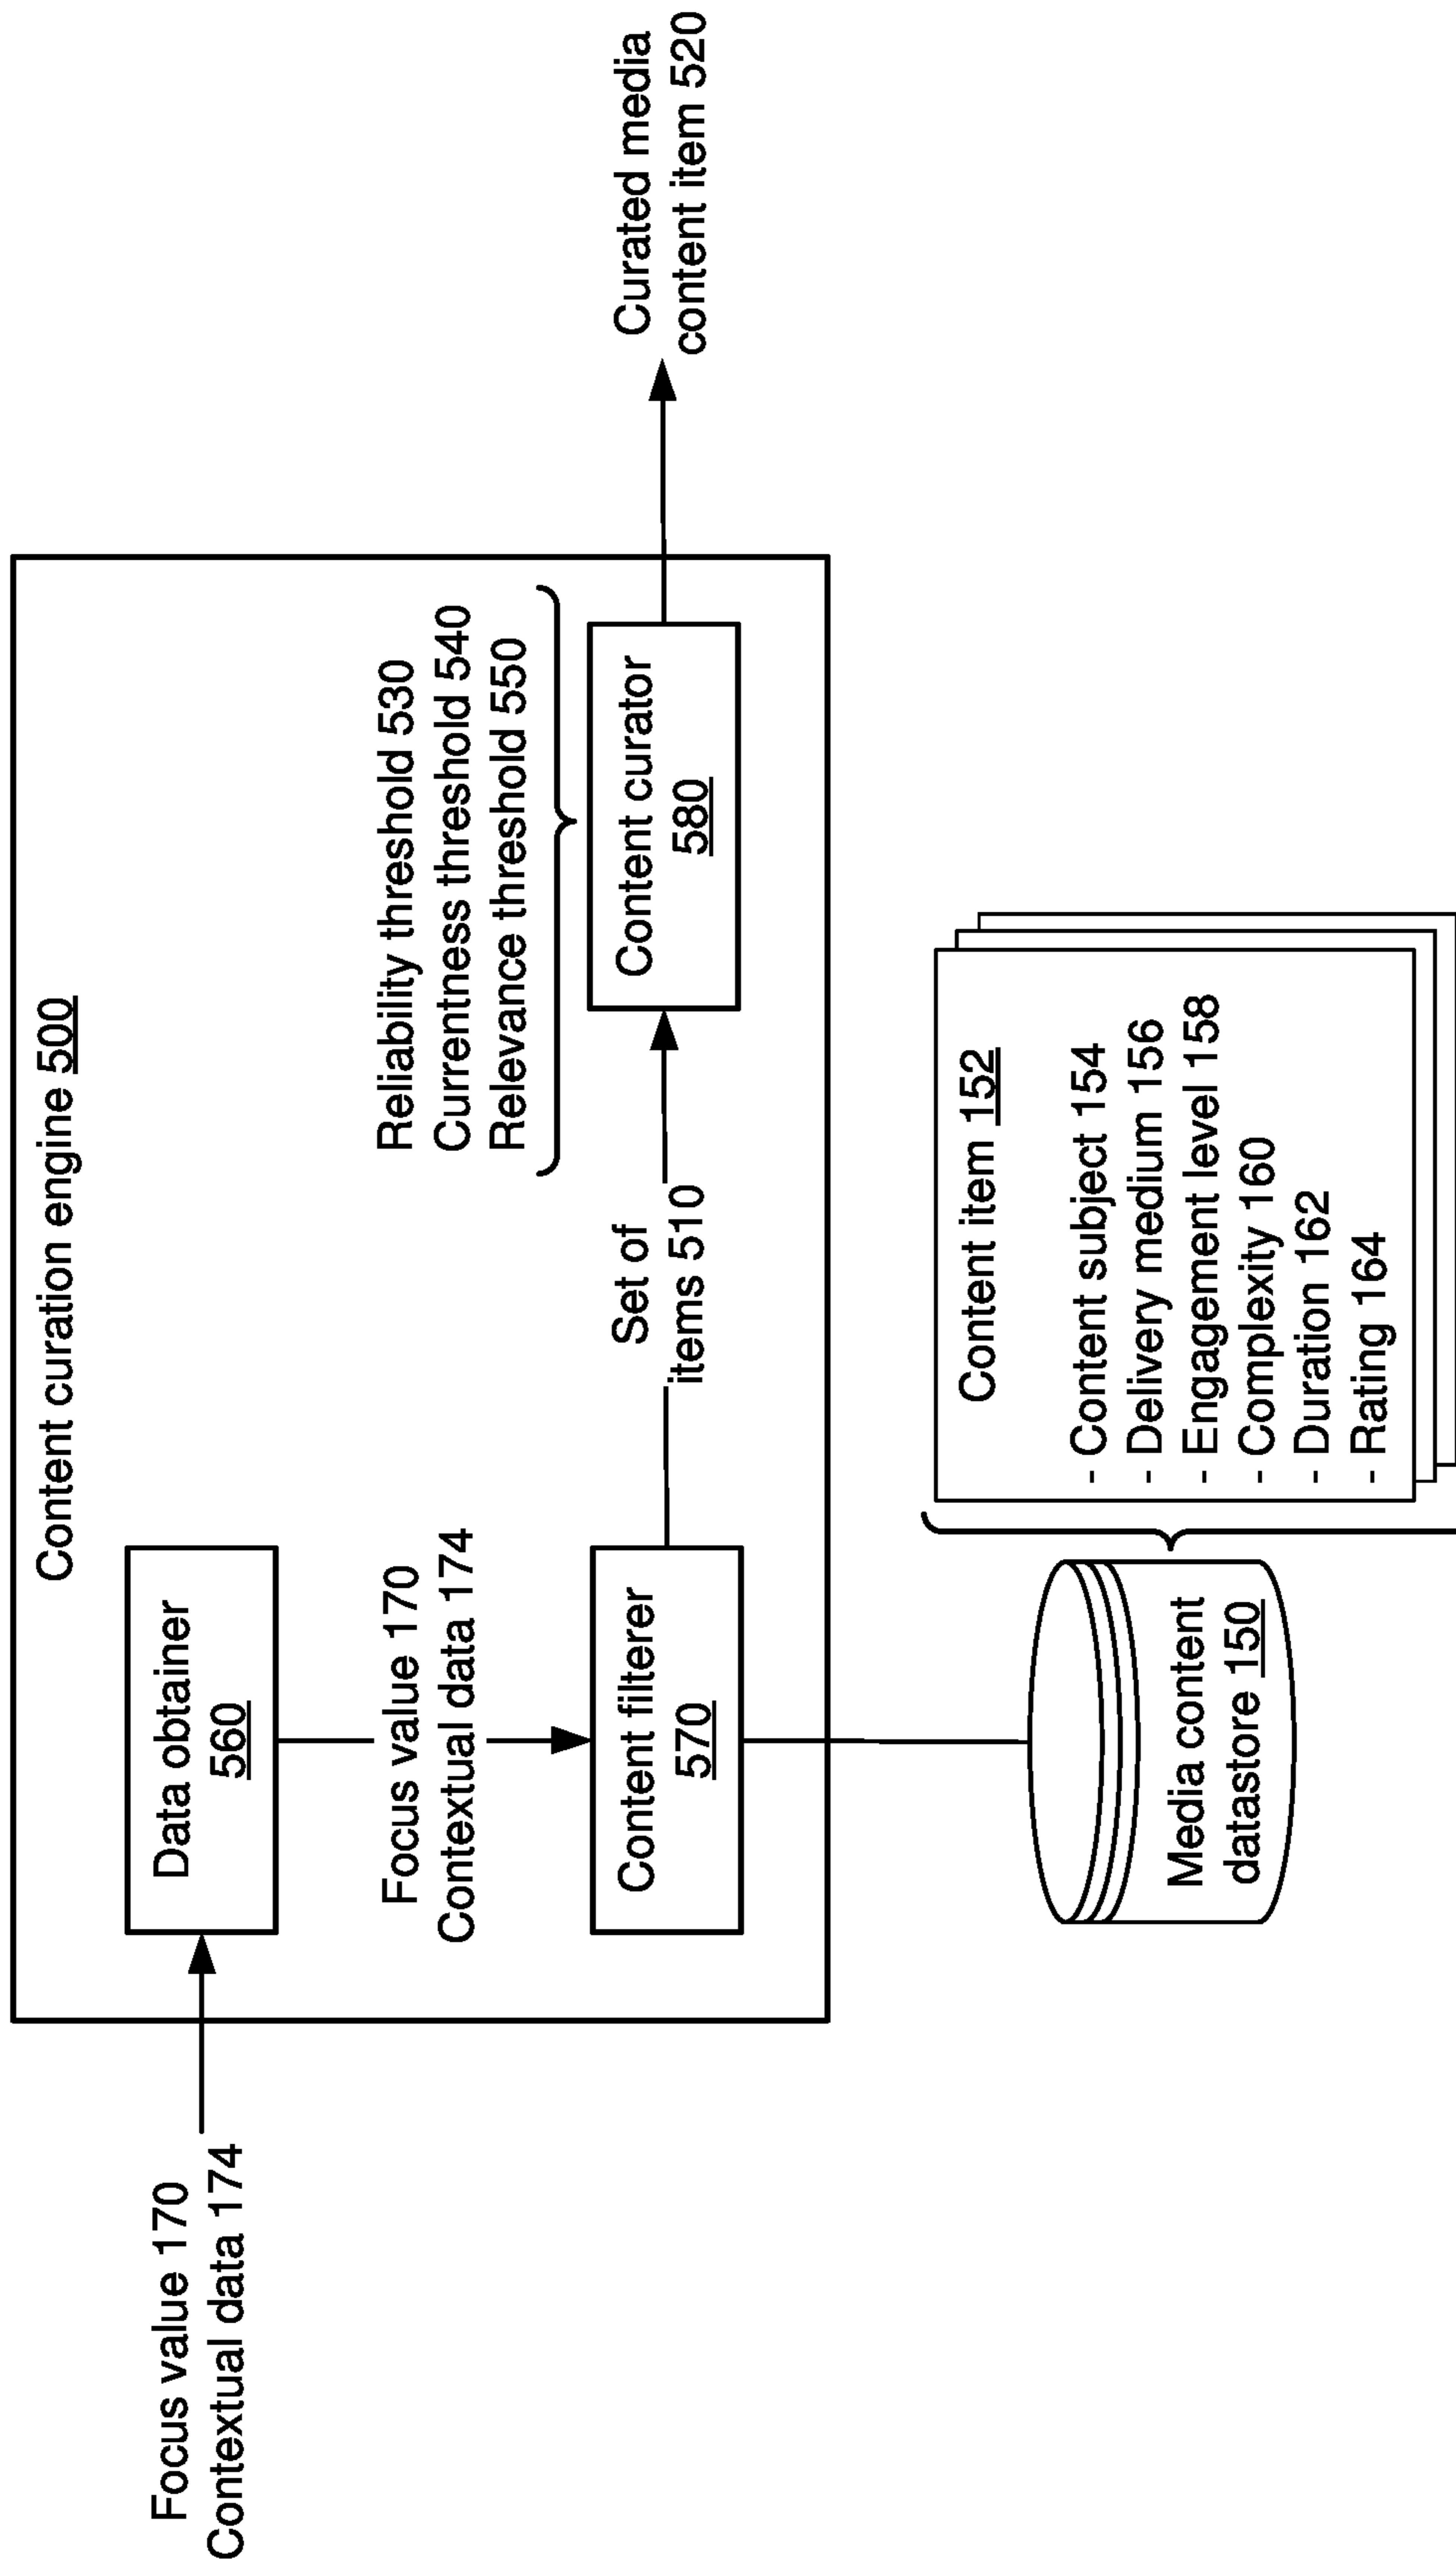 Content curation engine 500
Focus value 170
Contextual data 174
Data obtainer
560
Focus value 170
Contextual data 174
Content filterer
570
Set of
items 510
Reliability threshold 530
Currentness threshold 540
Relevance threshold 550
Content curator
580
Curated media
content item 520
Media content
datastore 150
Content item 152
- Content subject 154
- Delivery medium 156
- Engagement level 158
- Complexity 160
- Duration 162
- Rating 164